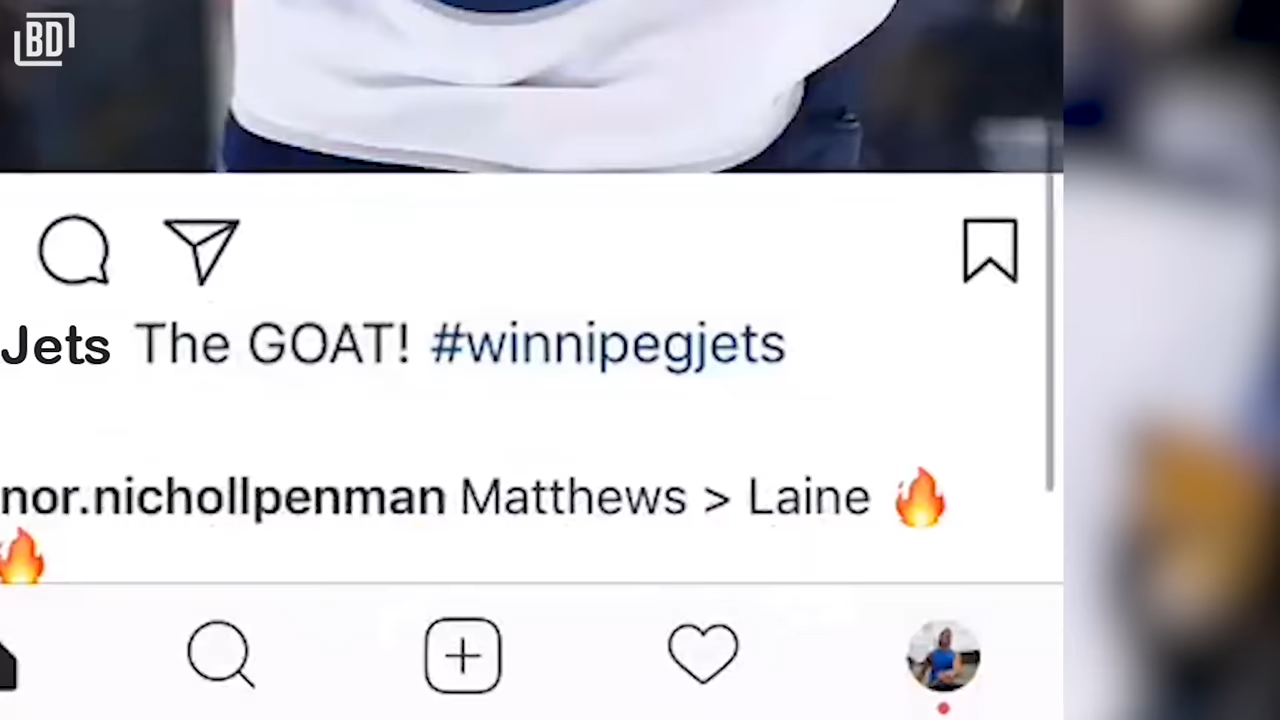 BD
Jets The GOAT! #winnipegjets
nor.nichollpenman Matthews > Laine 🔥
🔥